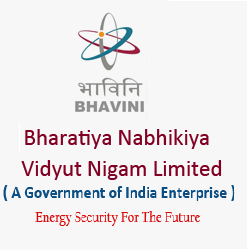 भाविनि
BHAVINI
Bharatiya Nabhikiya
Vidyut Nigam Limited
( A Government of India Enterprise )
Energy Security For The Future